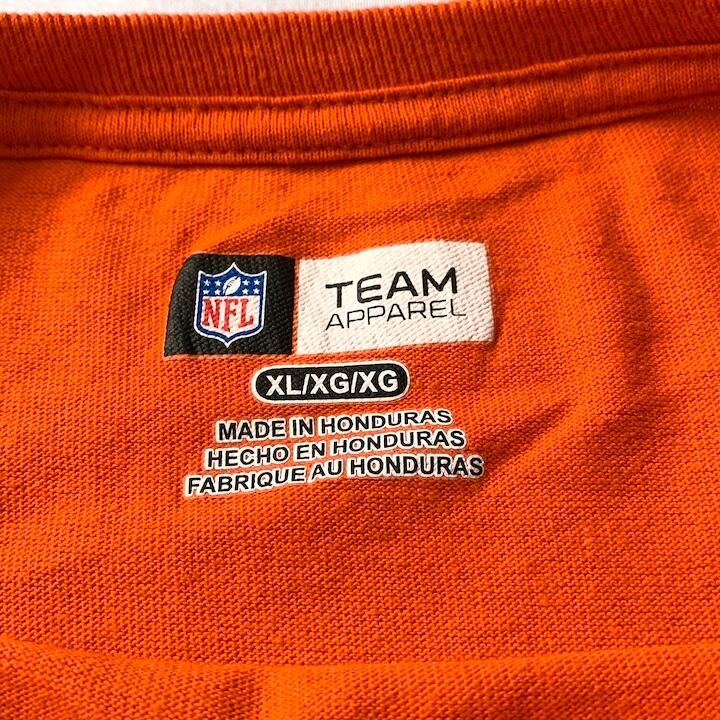 NFL
TEAM
APPAREL
XL/XG/XG
MADE IN HONDURAS
HECHO EN HONDURAS
FABRIQUE AU HONDURAS